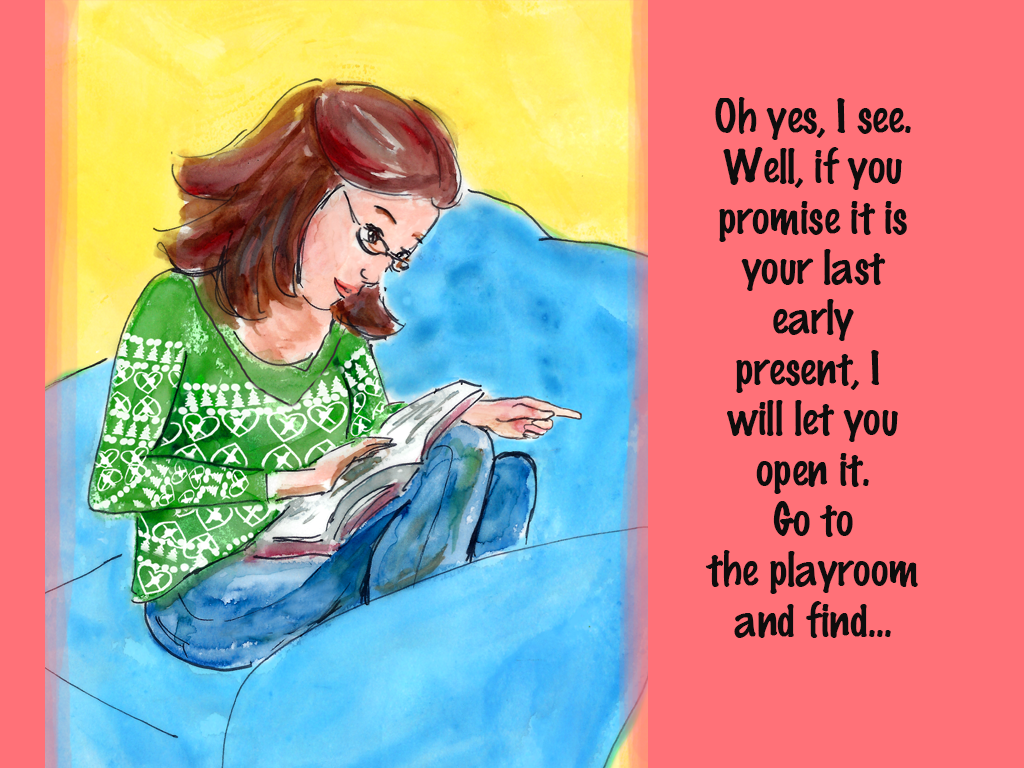 Oh yes, I see.
Well, if you
promise it is
your last
early
present, I
will let you
open it.
Go to
the playroom
and find...